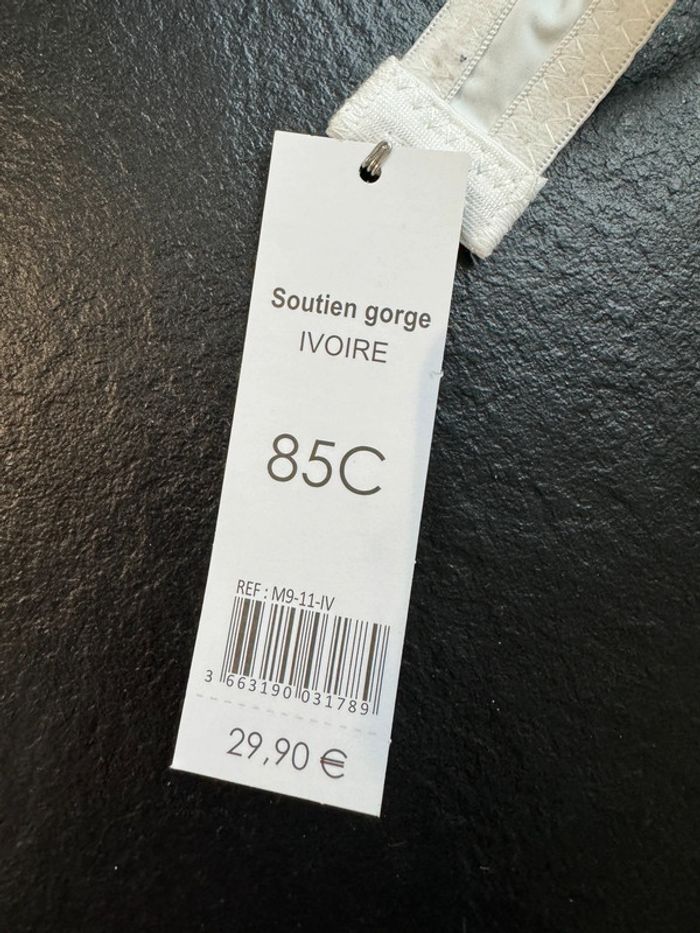 Soutien gorge
IVOIRE
85C
REF : M9-11-IV
3 663190 031789
29,90 €